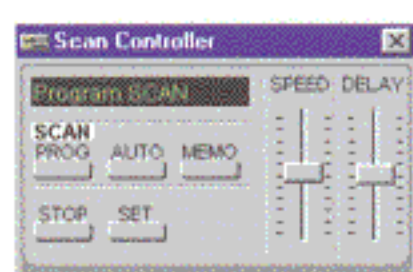 Scan Controller
Program SCAN
SPEED DELAY
SCAN
PROG AUTO MEMO
STOP SET